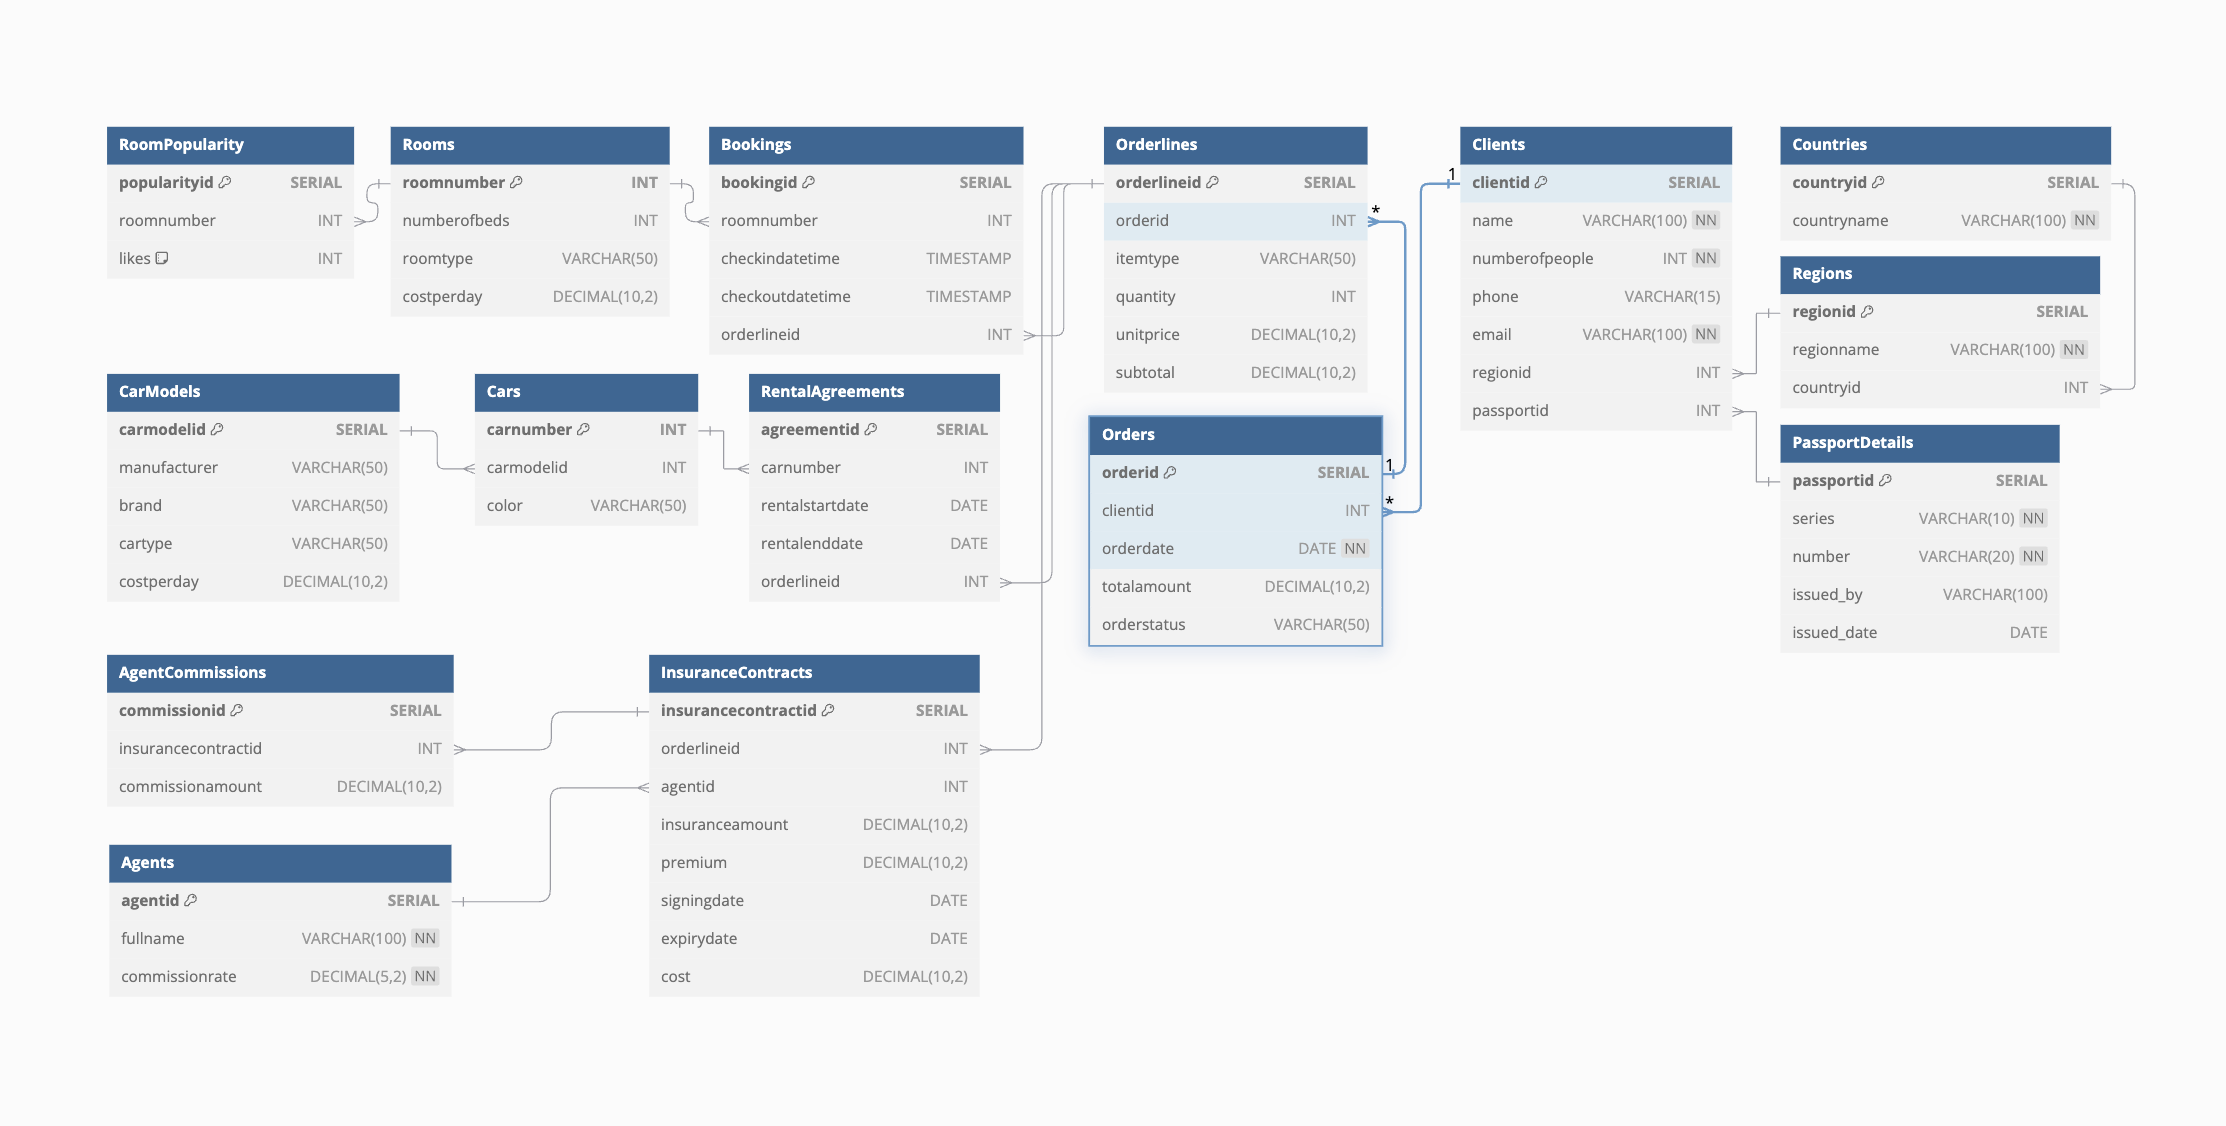 RoomPopularity
popularityid SERIAL
roomnumber INT
likes INT
Rooms
roomnumber INT
numberofbeds INT
roomtype VARCHAR(50)
costperday DECIMAL(10,2)
Bookings
bookingid SERIAL
roomnumber INT
checkindatetime TIMESTAMP
checkoutdatetime TIMESTAMP
orderlineid INT
Orderlines
orderlineid SERIAL
orderid INT *
itemtype VARCHAR(50)
quantity INT
unitprice DECIMAL(10,2)
subtotal DECIMAL(10,2)
Clients
1 clientid SERIAL
name VARCHAR(100) NN
numberofpeople INT NN
phone VARCHAR(15)
email VARCHAR(100) NN
regionid INT
passportid INT
Countries
countryid SERIAL
countryname VARCHAR(100) NN
Regions
regionid SERIAL
regionname VARCHAR(100) NN
countryid INT
CarModels
carmodelid SERIAL
manufacturer VARCHAR(50)
brand VARCHAR(50)
cartype VARCHAR(50)
costperday DECIMAL(10,2)
Cars
carnumber INT
carmodelid INT
color VARCHAR(50)
RentalAgreements
agreementid SERIAL
carnumber INT
rentalstartdate DATE
rentalenddate DATE
orderlineid INT
Orders
orderid SERIAL 1
clientid INT *
orderdate DATE NN
totalamount DECIMAL(10,2)
orderstatus VARCHAR(50)
PassportDetails
passportid SERIAL
series VARCHAR(10) NN
number VARCHAR(20) NN
issued_by VARCHAR(100)
issued_date DATE
AgentCommissions
commissionid SERIAL
insurancecontractid INT
commissionamount DECIMAL(10,2)
InsuranceContracts
insurancecontractid SERIAL
orderlineid INT
agentid INT
insuranceamount DECIMAL(10,2)
premium DECIMAL(10,2)
signingdate DATE
expirydate DATE
cost DECIMAL(10,2)
Agents
agentid SERIAL
fullname VARCHAR(100) NN
commissionrate DECIMAL(5,2) NN